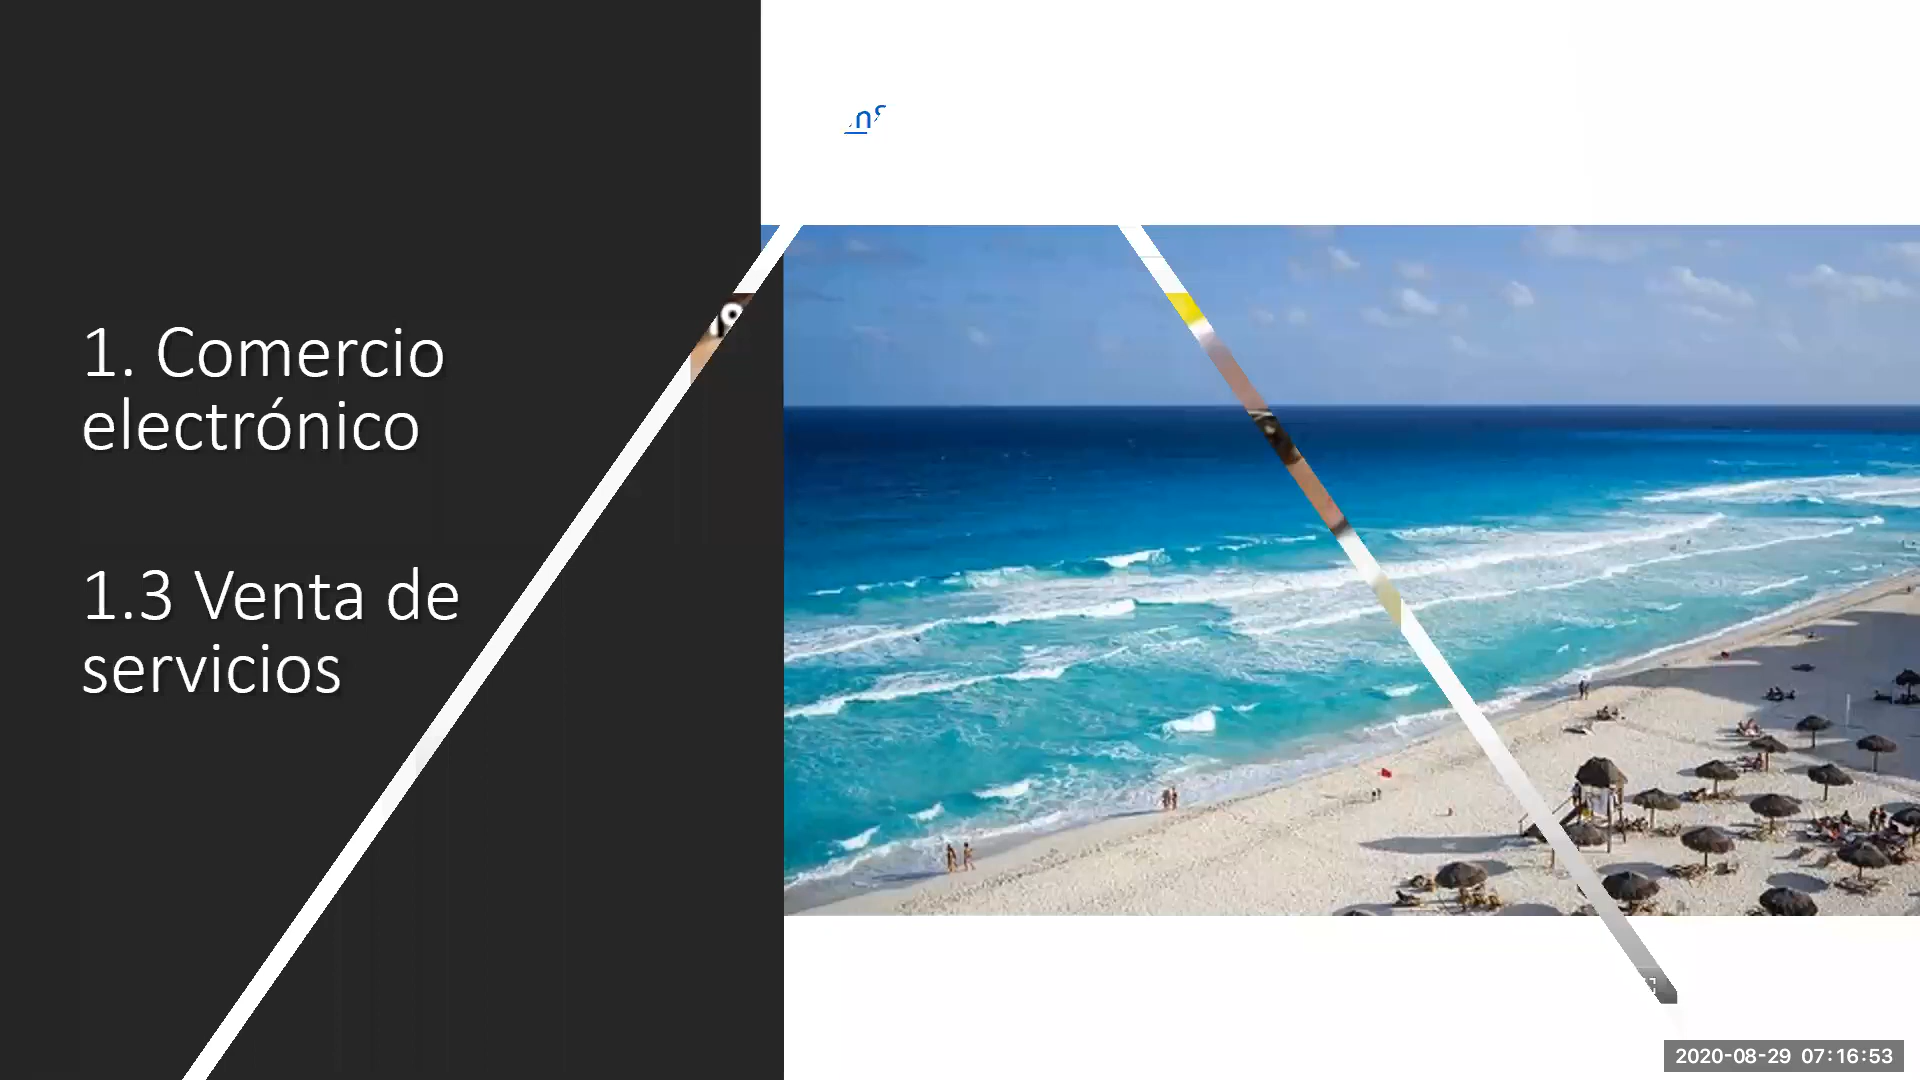 1. Comercio
electrónico
1.3 Venta de
servicios
2020-08-29 07:16:53